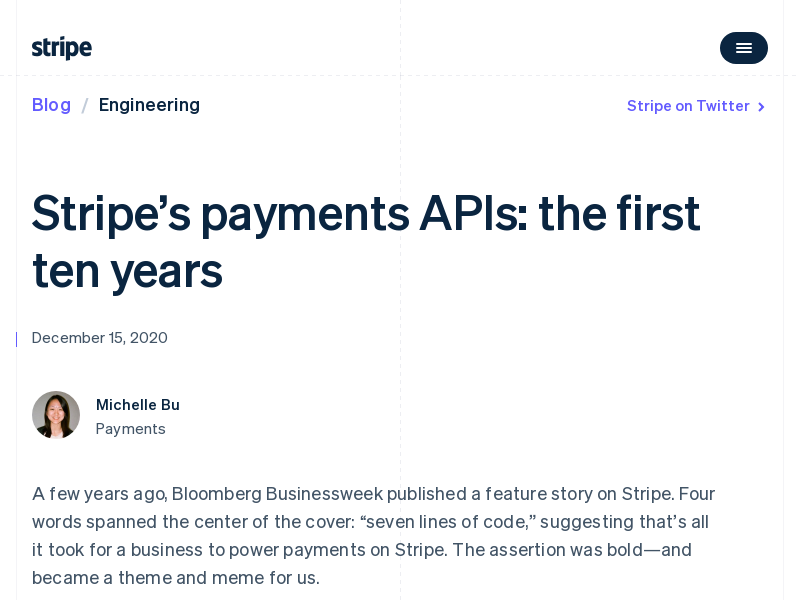 stripe
Blog / Engineering
Stripe on Twitter
Stripe’s payments APIs: the first
ten years
December 15, 2020
Michelle Bu
Payments
A few years ago, Bloomberg Businessweek published a feature story on Stripe. Four
words spanned the center of the cover: “seven lines of code,” suggesting that’s all
it took for a business to power payments on Stripe. The assertion was bold—and
became a theme and meme for us.